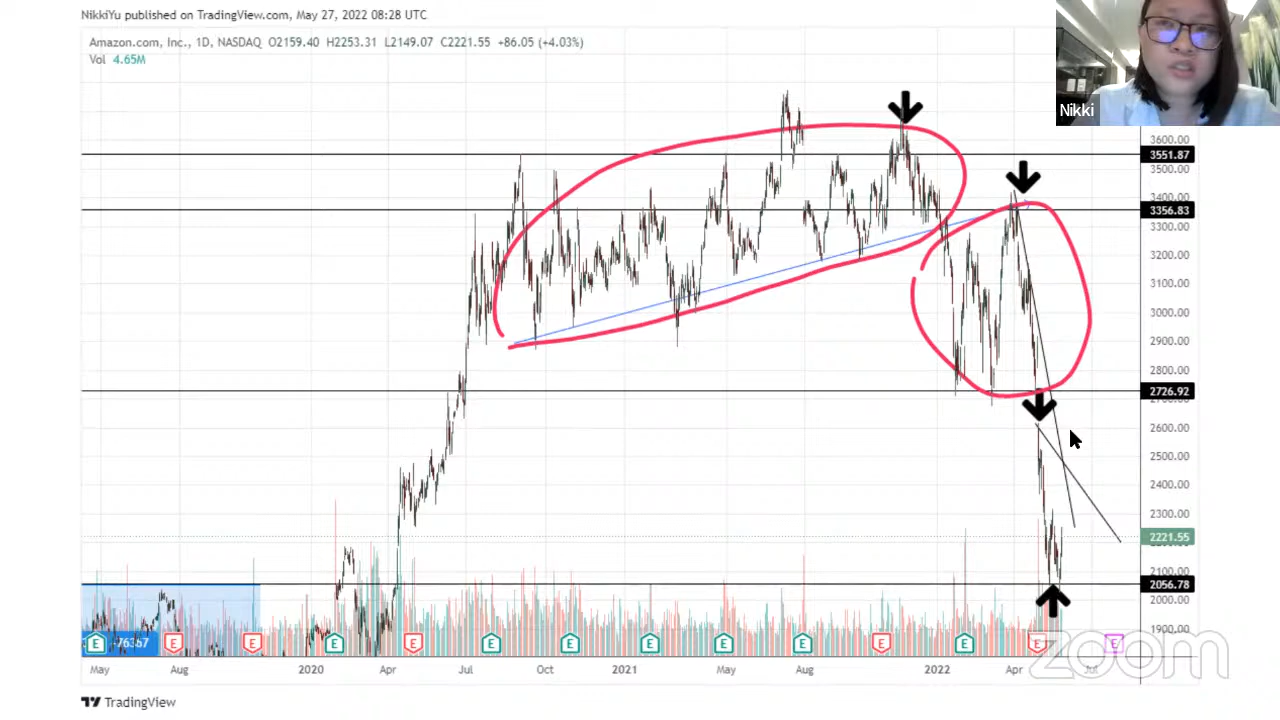 NikkiYu published on TradingView.com, May 27, 2022 08:28 UTC
Amazon.com, Inc., 1D, NASDAQ O2159.40 H2253.31 L2149.07 C2221.55 +86.05 (+4.03%)
Vol 4.65M
Nikki
3600.00
3551.87
3500.00
3400.00
3356.83
3300.00
3200.00
3100.00
3000.00
2900.00
2800.00
2726.92
2600.00
2500.00
2400.00
2300.00
2221.55
2100.00
2056.78
2000.00
1900.00
E E E E E E E E E E E E E E
zoom
May Aug 2020 Apr Jul Oct 2021 May Aug 2022 Apr Jul
TradingView